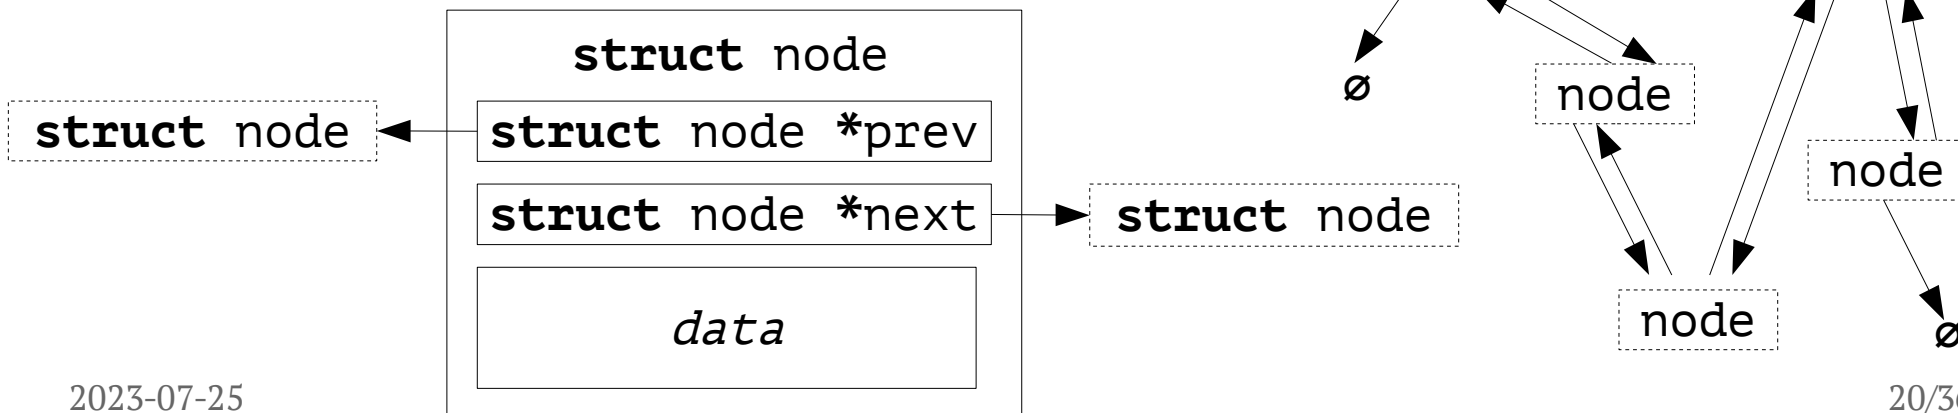 struct node
struct node
struct node *prev
struct node *next
struct node
data
ø
node
node
node
ø
2023-07-25